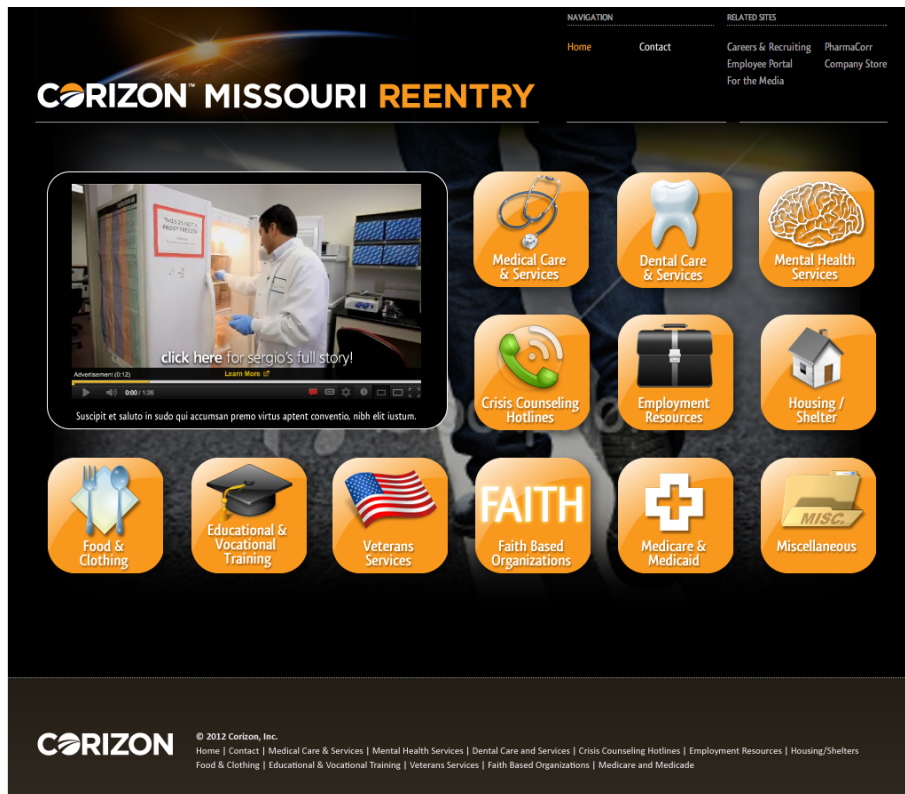 NAVIGATION
Home
Contact
RELATED SITES
Careers & Recruiting
PharmaCorr
Employee Portal
Company Store
For the Media
CORIZON™ MISSOURI REENTRY
THIS IS NOT A
FROST FREEZER
click here for sergio's full story!
Advertisement (0:12)
Learn More
0:00 / 1:26
Suscipit et saluto in sudo qui accumsan premo virtus aptent conventio, nibh elit iustum.
Medical Care
& Services
Dental Care
& Services
Mental Health
Services
Crisis Counseling
Hotlines
Employment
Resources
Housing /
Shelter
Food &
Clothing
Educational &
Vocational
Training
Veterans
Services
FAITH
Faith Based
Organizations
Medicare &
Medicaid
MISC.
Miscellaneous
CORIZON
© 2012 Corizon, Inc.
Home | Contact | Medical Care & Services | Mental Health Services | Dental Care and Services | Crisis Counseling Hotlines | Employment Resources | Housing/Shelters
Food & Clothing | Educational & Vocational Training | Veterans Services | Faith Based Organizations | Medicare and Medicade